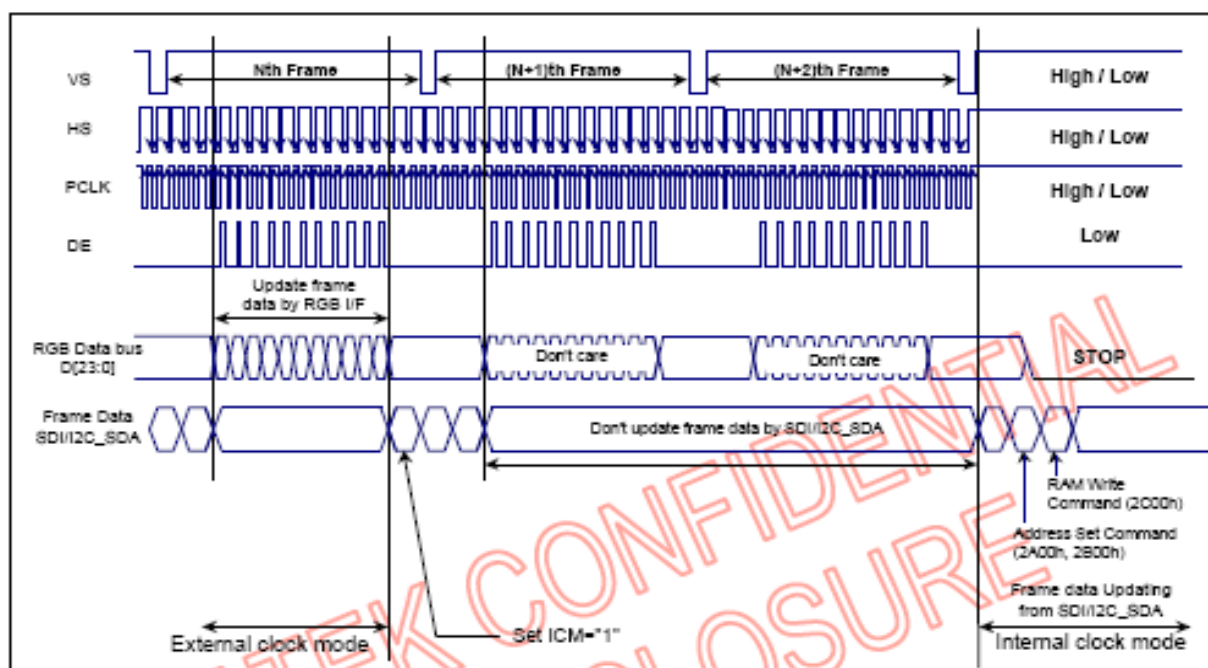 VS
Nth Frame
(N+1)th Frame
(N+2)th Frame
High / Low
HS
High / Low
PCLK
High / Low
DE
Low
Update frame
data by RGB I/F
RGB Data bus
D[23:0]
Don't care
Don't care
STOP
Frame Data
SDI/I2C_SDA
Don't update frame data by SDI/I2C_SDA
RAM Write
Command (2C00h)
Address Set Command
(2A00h, 2B00h)
Frame data Updating
from SDI/I2C_SDA
External clock mode
Set ICM="1"
Internal clock mode
CONFIDENTIAL